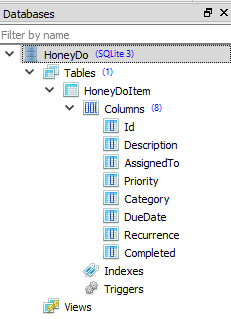 Databases
Filter by name
HoneyDo (SQLite 3)
Tables (1)
HoneyDoItem
Columns (8)
Id
Description
AssignedTo
Priority
Category
DueDate
Recurrence
Completed
Indexes
Triggers
Views